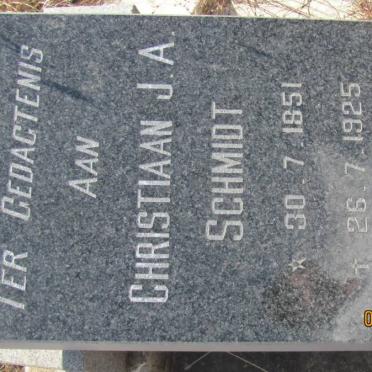 TER GEDACTENIS
AAN
CHRISTIAAN J.A.
SCHMIDT
* 30.7.1851
† 26.7.1925